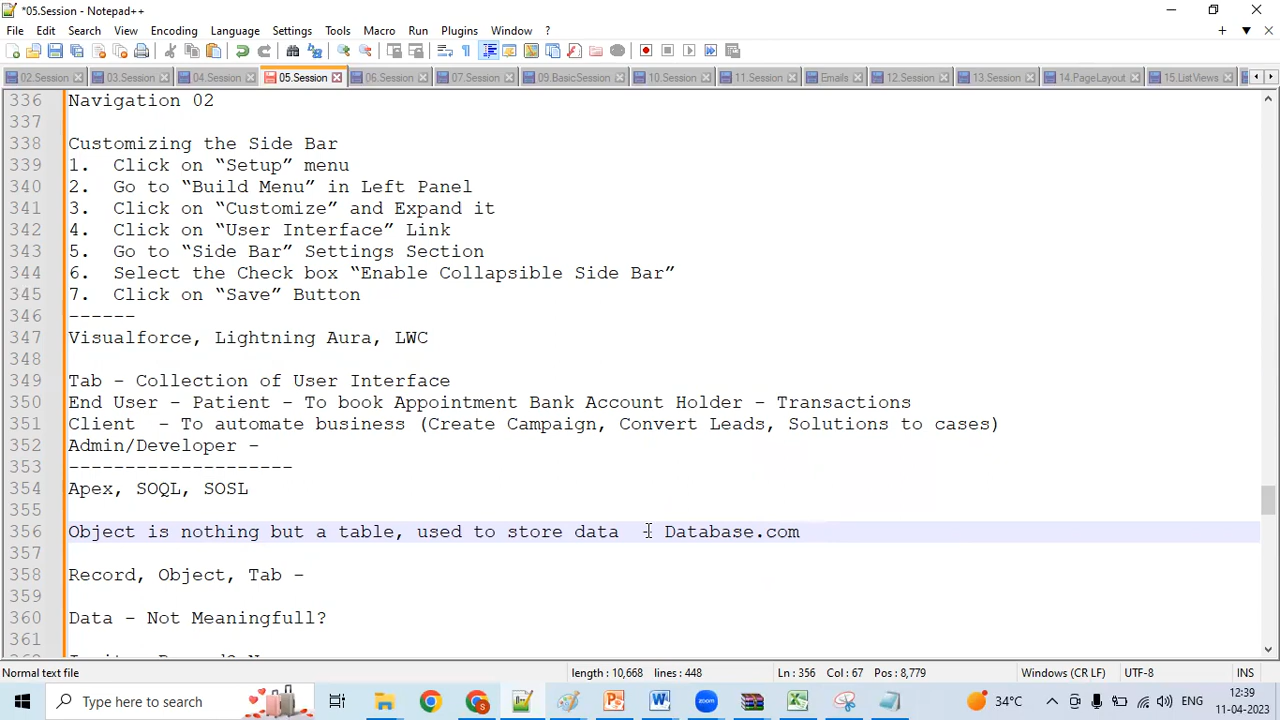 *05.Session - Notepad++
File Edit Search View Encoding Language Settings Tools Macro Run Plugins Window ?
02.Session 03.Session 04.Session 05.Session 06.Session 07.Session 09.BasicSession 10.Session 11.Session Emails 12.Session 13.Session 14.PageLayout 15.ListViews
336 Navigation 02
337
338 Customizing the Side Bar
339 1. Click on “Setup” menu
340 2. Go to “Build Menu” in Left Panel
341 3. Click on “Customize” and Expand it
342 4. Click on “User Interface” Link
343 5. Go to “Side Bar” Settings Section
344 6. Select the Check box “Enable Collapsible Side Bar”
345 7. Click on “Save” Button
346 ------
347 Visualforce, Lightning Aura, LWC
348
349 Tab - Collection of User Interface
350 End User - Patient - To book Appointment Bank Account Holder - Transactions
351 Client  - To automate business (Create Campaign, Convert Leads, Solutions to cases)
352 Admin/Developer -
353 --------------------
354 Apex, SOQL, SOSL
355
356 Object is nothing but a table, used to store data  - Database.com
357
358 Record, Object, Tab -
359
360 Data - Not Meaningfull?
361
Normal text file length : 10,668 lines : 448 Ln : 356 Col : 67 Pos : 8,779 Windows (CR LF) UTF-8 INS
Type here to search 34°C ENG 12:39
11-04-2023